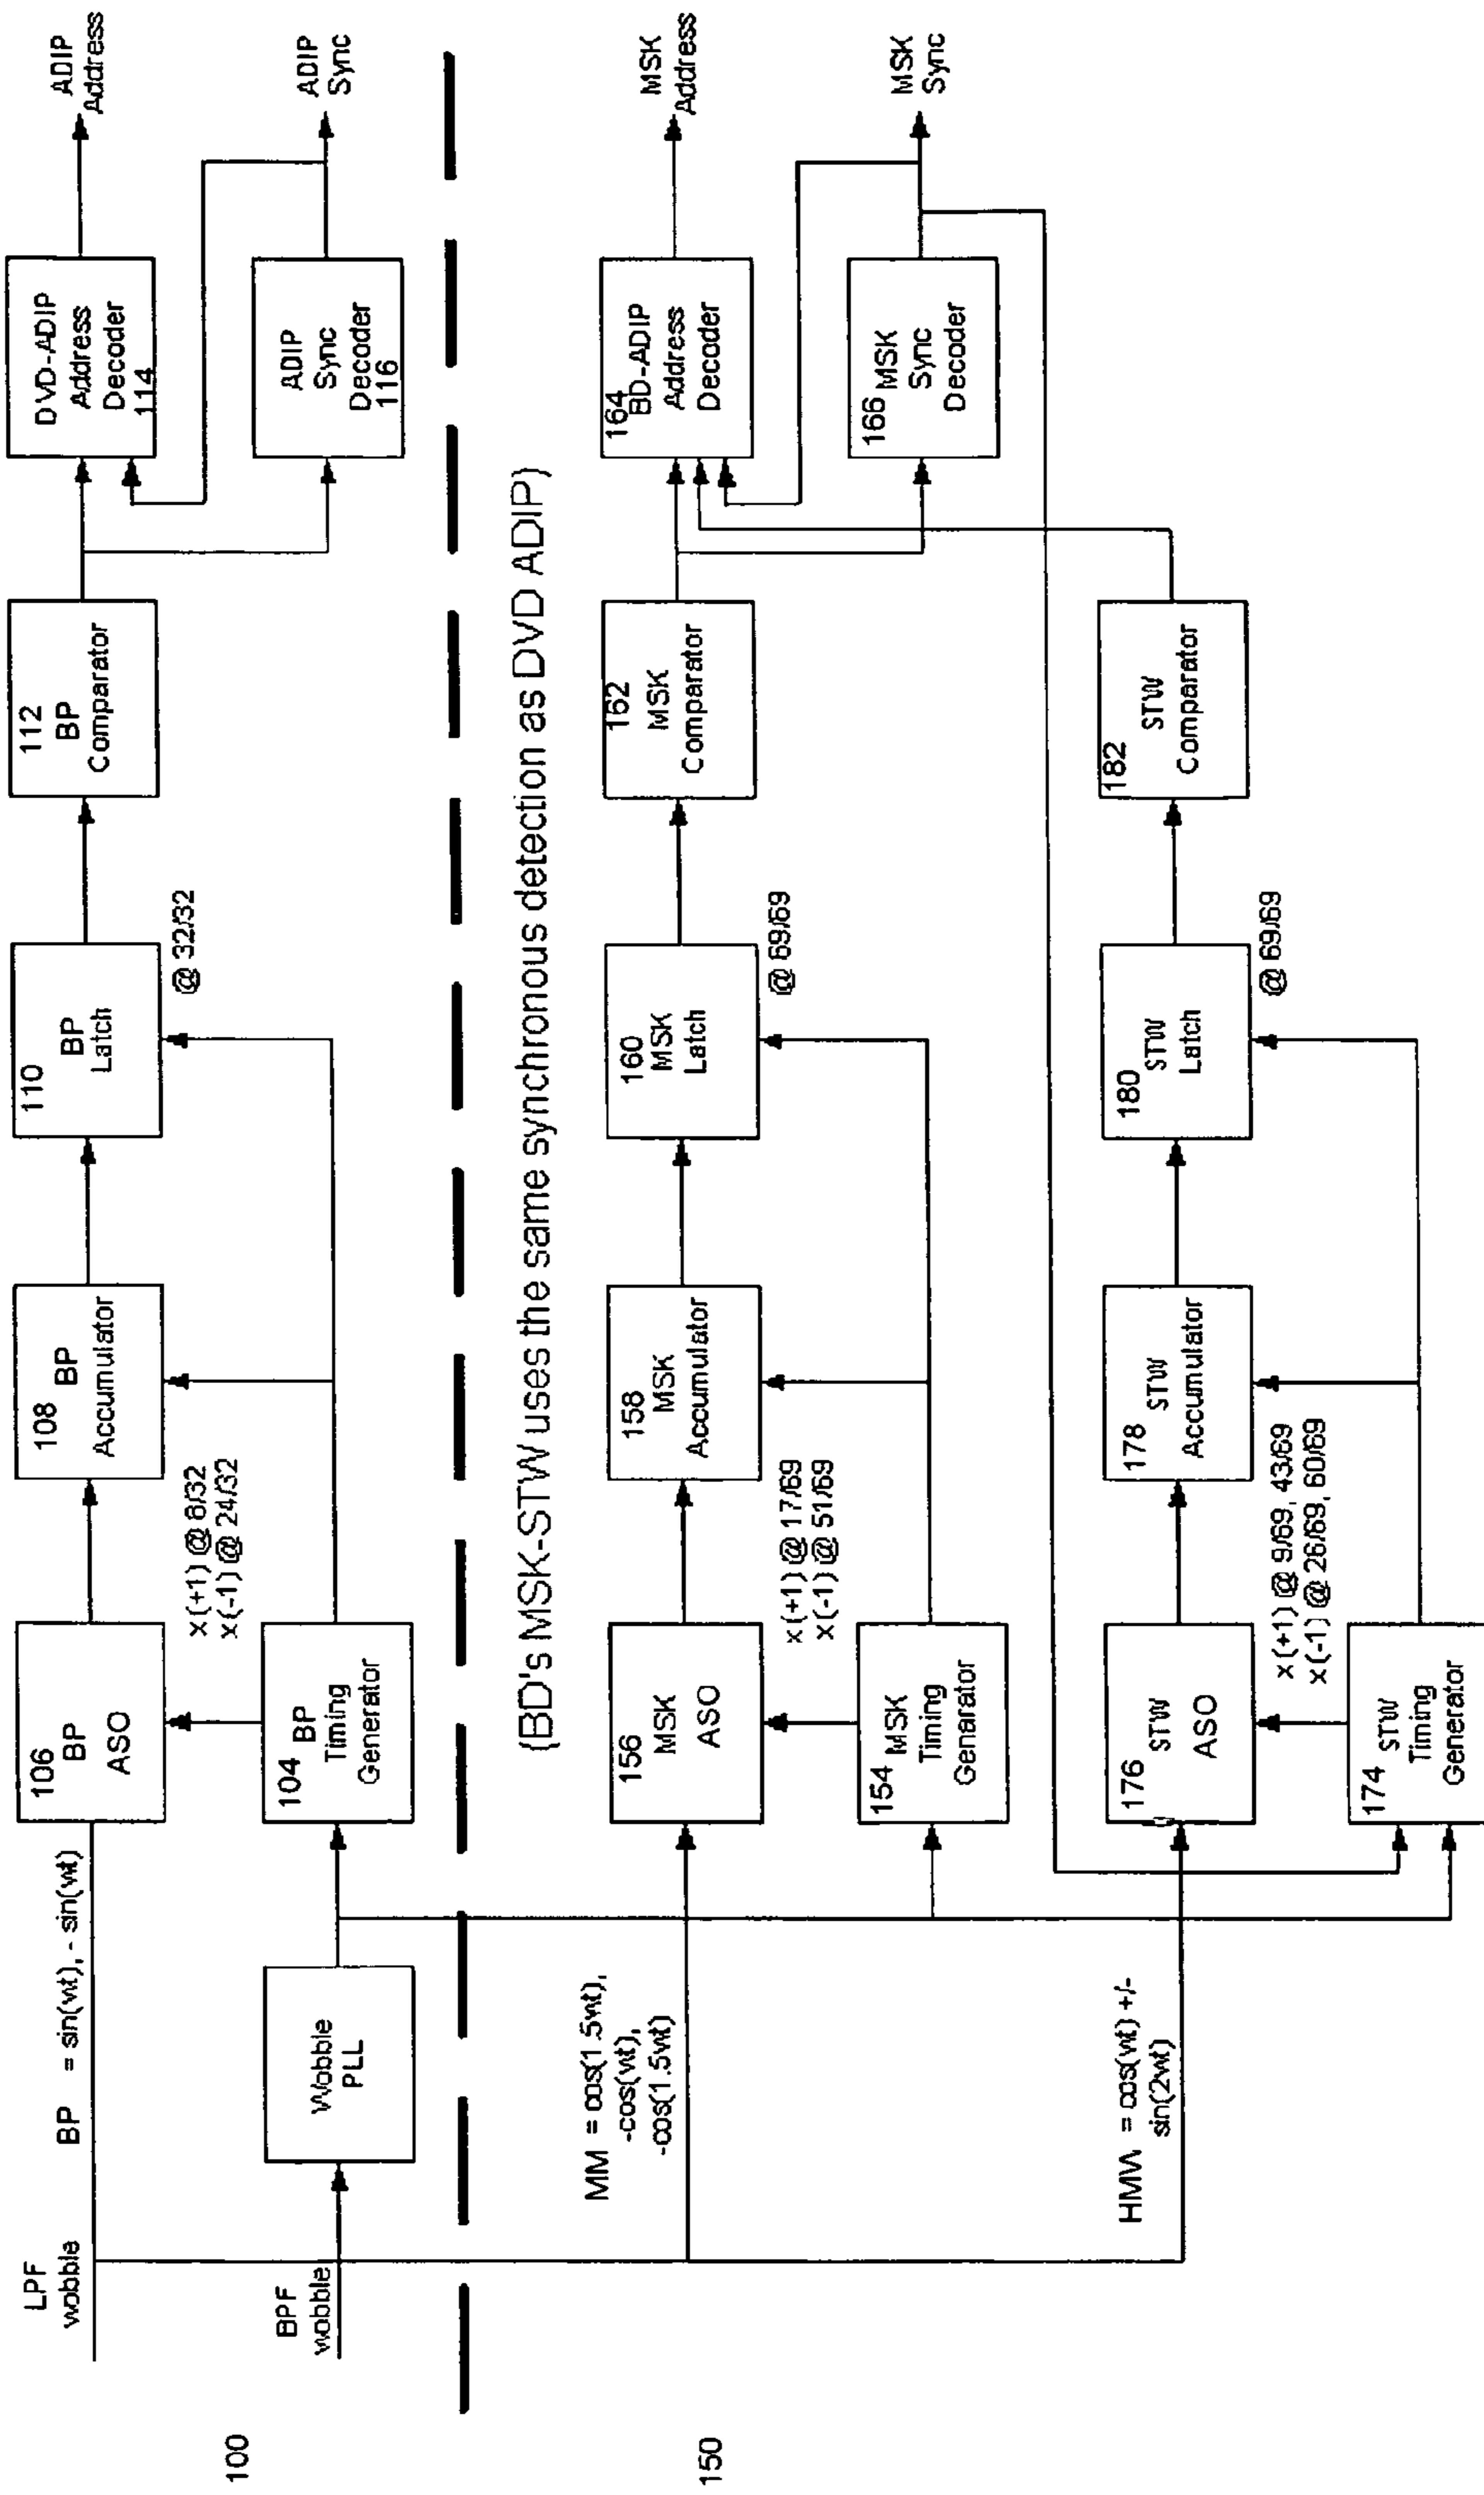 100
LPF
wobble
BP = sin(wt), - sin(wt)
106
BP
ASO
x(+1) @ 8/32
x(-1) @ 24/32
108
BP
Accumulator
110
BP
Latch
@ 32/32
112
BP
Comparator
DVD-ADIP
Address
Decoder
114
ADIP
Address
BPF
wobble
Wobble
PLL
104 BP
Timing
Generator
ADIP
Sync
Decoder
116
ADIP
Sync
(BD's MSK-STW uses the same synchronous detection as DVD ADIP)
150
MM = cos(1.5wt),
-cos(wt),
-cos(1.5wt)
156
MSK
ASO
x(+1) @ 17/69
x(-1) @ 51/69
158
MSK
Accumulator
160
MSK
Latch
@ 69/69
162
MSK
Comparator
164
BD-ADIP
Address
Decoder
MSK
Address
154 MSK
Timing
Genarator
166 MSK
Sync
Decoder
MSK
Sync
HMW = cos(wt) +/-
sin(2wt)
176
STW
ASO
x(+1) @ 9/69, 43/69
x(-1) @ 26/69, 60/69
178
STW
Accumulator
180
STW
Latch
@ 69/69
182
STW
Comparator
174
STW
Timing
Generator